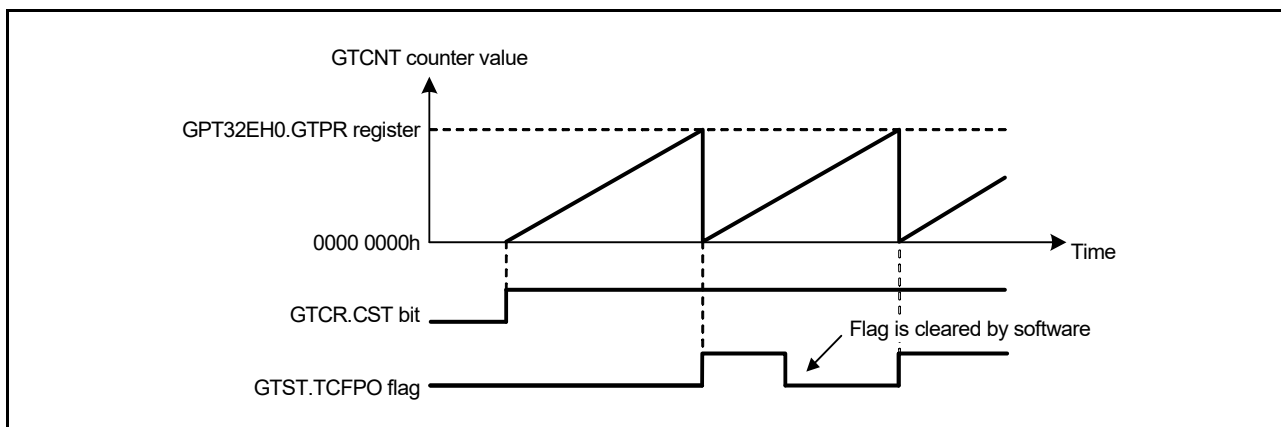 GTCNT counter value
GPT32EH0.GTPR register
0000 0000h
Time
GTCR.CST bit
Flag is cleared by software
GTST.TCFPO flag